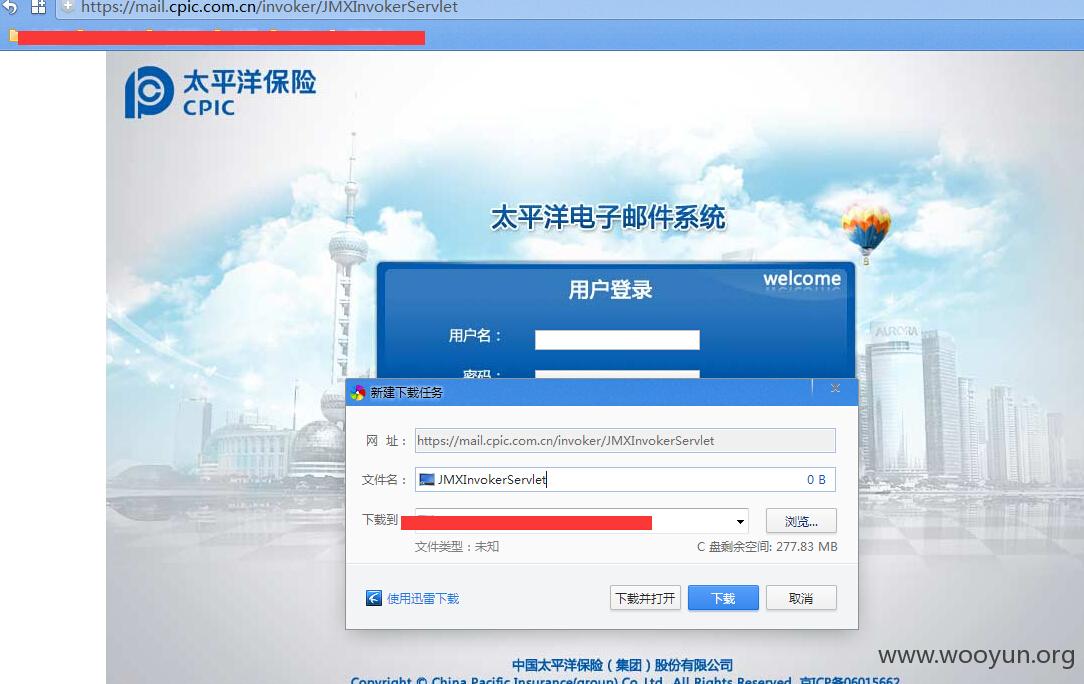 https://mail.cpic.com.cn/invoker/JMXInvokerServlet
太平洋保险
CPIC
太平洋电子邮件系统
welcome
用户登录
用户名：
密码：
AURORA
新建下载任务
网 址： https://mail.cpic.com.cn/invoker/JMXInvokerServlet
文件名： JMXInvokerServlet 0 B
下载到 浏览...
文件类型：未知 C 盘剩余空间: 277.83 MB
使用迅雷下载 下载并打开 下载 取消
中国太平洋保险（集团）股份有限公司
www.wooyun.org
Copyright © China Pacific Insurance(group) Co.,Ltd. All Rights Reserved. 京ICP备06015662